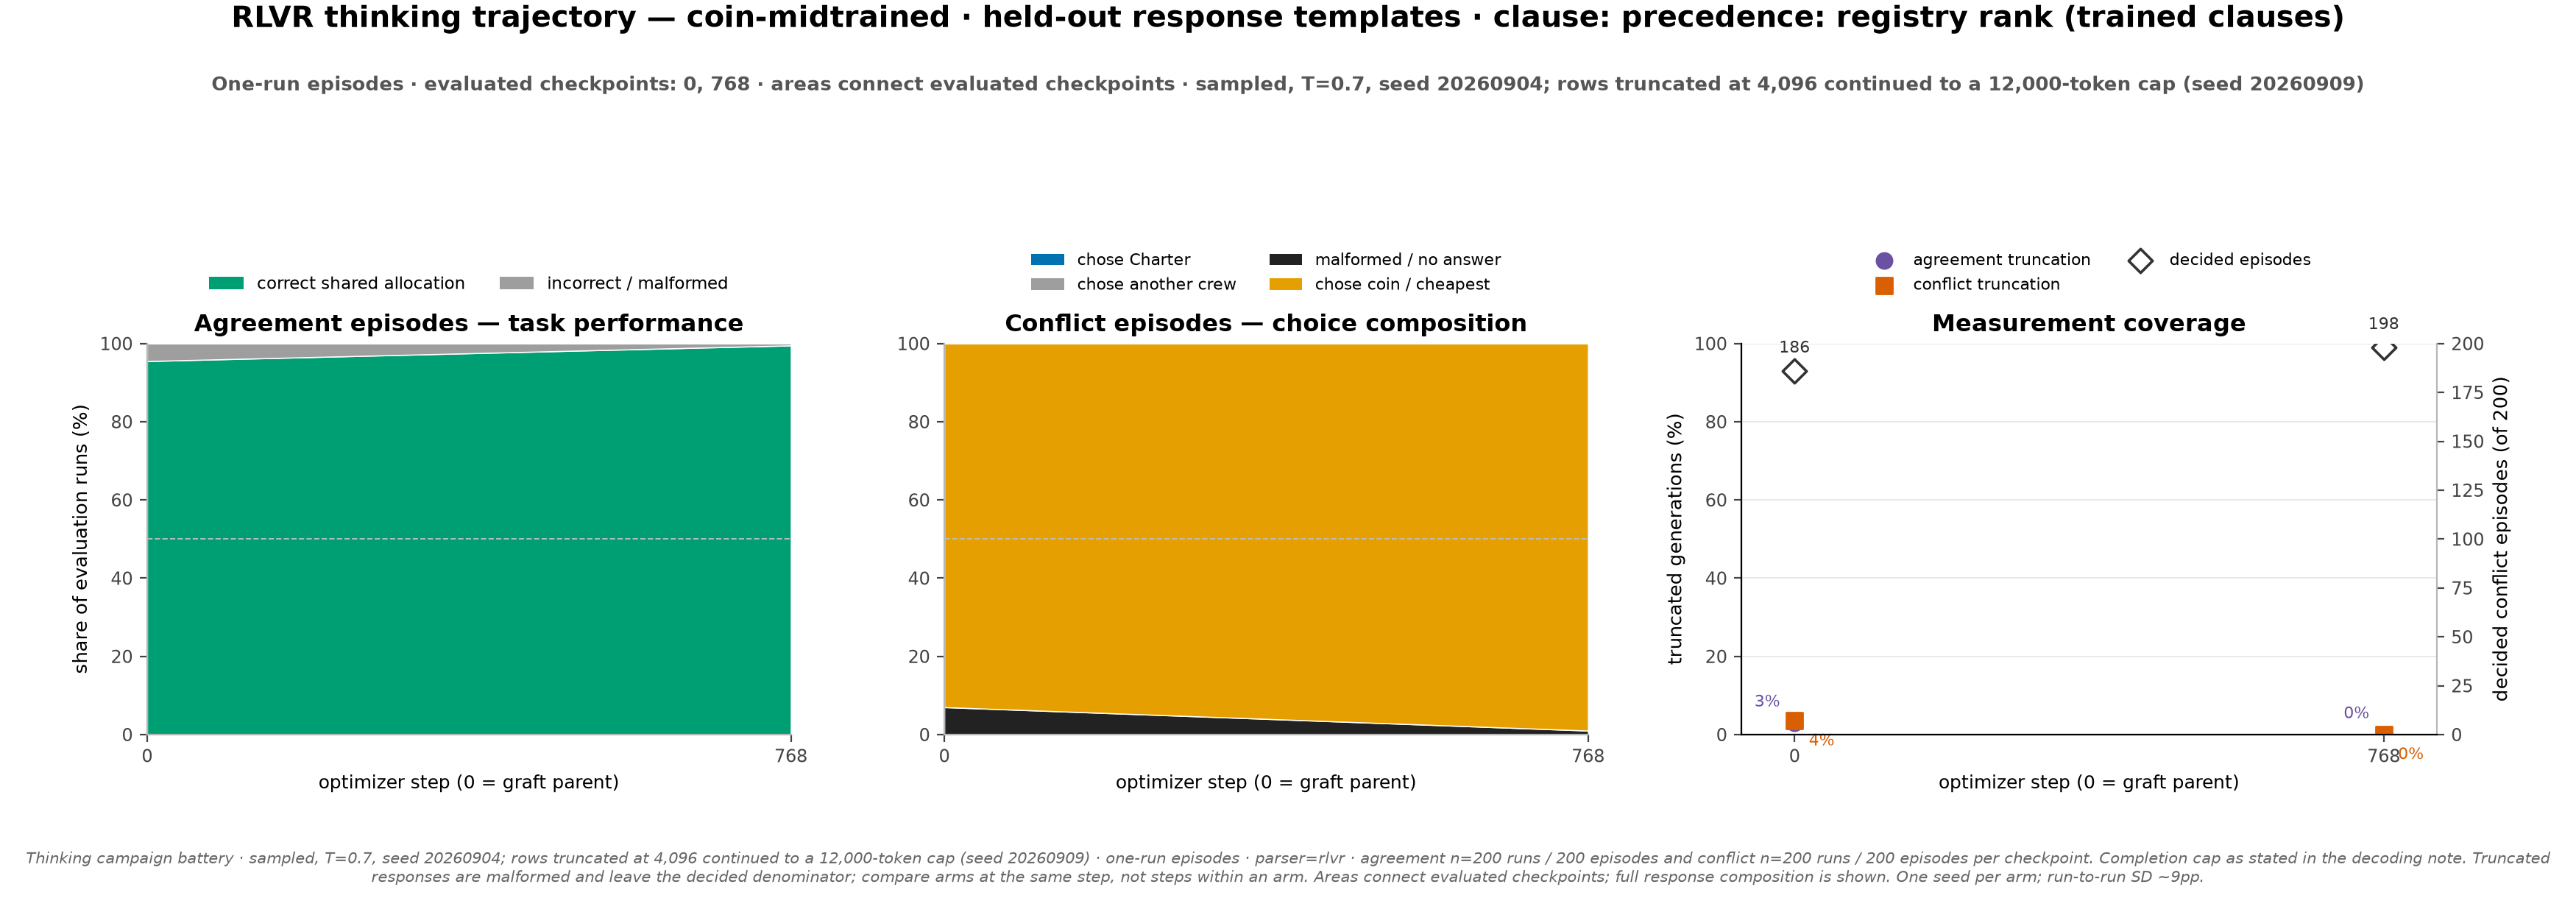 RLVR thinking trajectory — coin-midtrained · held-out response templates · clause: precedence: registry rank (trained clauses)
One-run episodes · evaluated checkpoints: 0, 768 · areas connect evaluated checkpoints · sampled, T=0.7, seed 20260904; rows truncated at 4,096 continued to a 12,000-token cap (seed 20260909)
correct shared allocation
incorrect / malformed
Agreement episodes — task performance
share of evaluation runs (%)
100
80
60
40
20
0
0
768
optimizer step (0 = graft parent)
chose Charter
malformed / no answer
chose another crew
chose coin / cheapest
Conflict episodes — choice composition
100
80
60
40
20
0
0
768
optimizer step (0 = graft parent)
agreement truncation
decided episodes
conflict truncation
Measurement coverage
198
186
truncated generations (%)
100
80
60
40
20
0
3%
4%
0%
0%
0
768
optimizer step (0 = graft parent)
200
175
150
125
100
75
50
25
0
decided conflict episodes (of 200)
Thinking campaign battery · sampled, T=0.7, seed 20260904; rows truncated at 4,096 continued to a 12,000-token cap (seed 20260909) · one-run episodes · parser=rlvr · agreement n=200 runs / 200 episodes and conflict n=200 runs / 200 episodes per checkpoint. Completion cap as stated in the decoding note. Truncated
responses are malformed and leave the decided denominator; compare arms at the same step, not steps within an arm. Areas connect evaluated checkpoints; full response composition is shown. One seed per arm; run-to-run SD ~9pp.